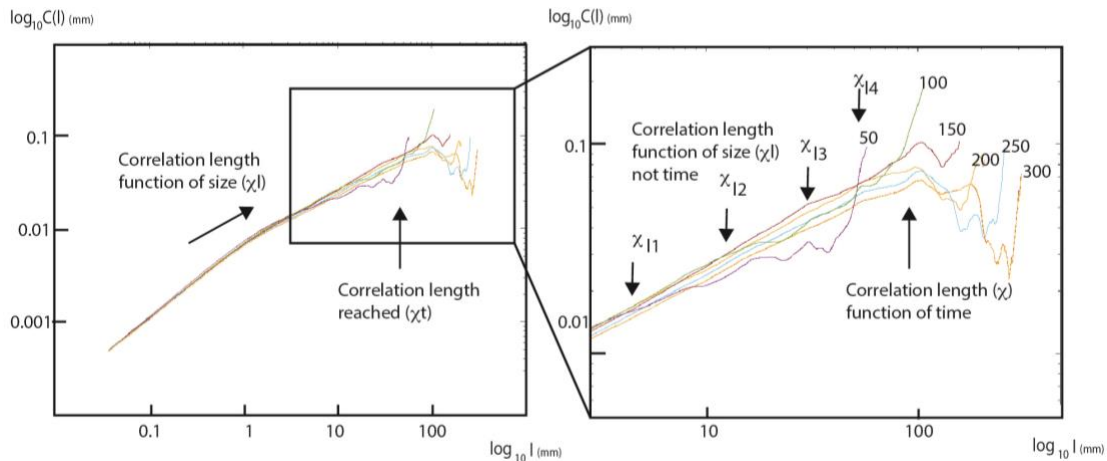 log10C(l) (mm)
0.1
0.01
0.001
Correlation length
function of size (χl)
Correlation length
reached (χt)
0.1
1
10
100
log10 l (mm)
log10C(l) (mm)
0.1
0.01
Correlation length
function of size (χl)
not time
χl1
χl2
χl3
χl4
50
100
150
200
250
300
Correlation length (χ)
function of time
10
100
log10 l (mm)